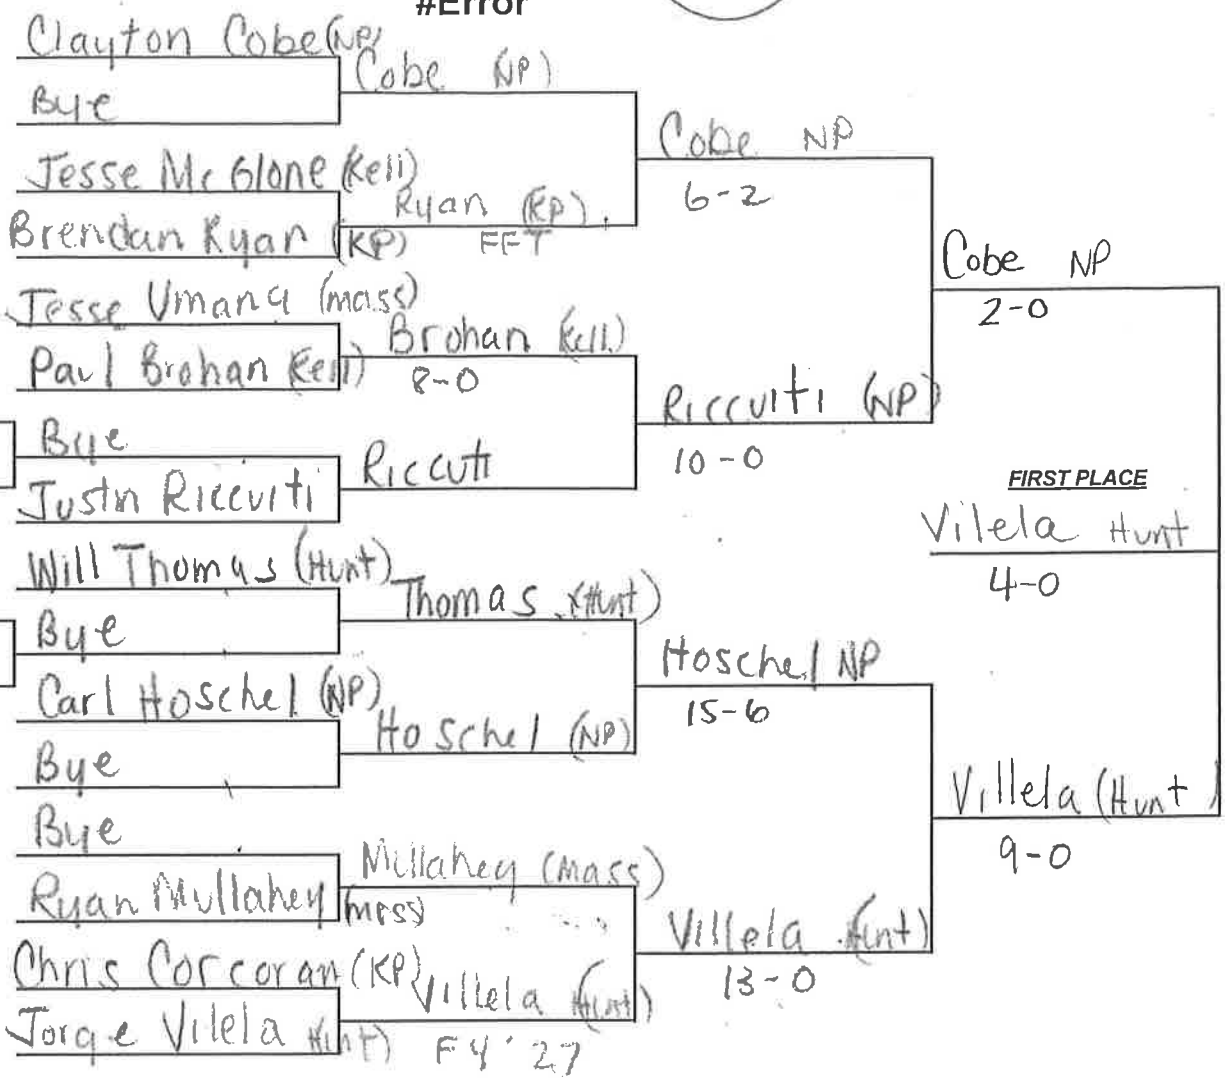 #Error
Clayton Cobe (NP)
Bye
Cobe (NP)
Jesse McGlone (Kell)
Brendan Ryan (KP)
Ryan (KP)
FFT
Cobe NP
6-2
Jesse Umana (mass)
Paul Brohan (Kell)
Brohan (Kell)
8-0
Bye
Justin Riccuiti
Riccuti
Riccuiti (NP)
10-0
Cobe NP
2-0
Will Thomas (Hunt)
Bye
Thomas (Hunt)
Carl Hoschel (NP)
Bye
Hoschel (NP)
Hoschel NP
15-6
Bye
Ryan Mullahey (mass)
Mullahey (mass)
Chris Corcoran (KP)
Jorge Vilela Hunt)
Villela (Hunt)
F 4' 27
Villela (Hunt)
13-0
Villela (Hunt)
9-0
FIRST PLACE
Vilela Hunt
4-0